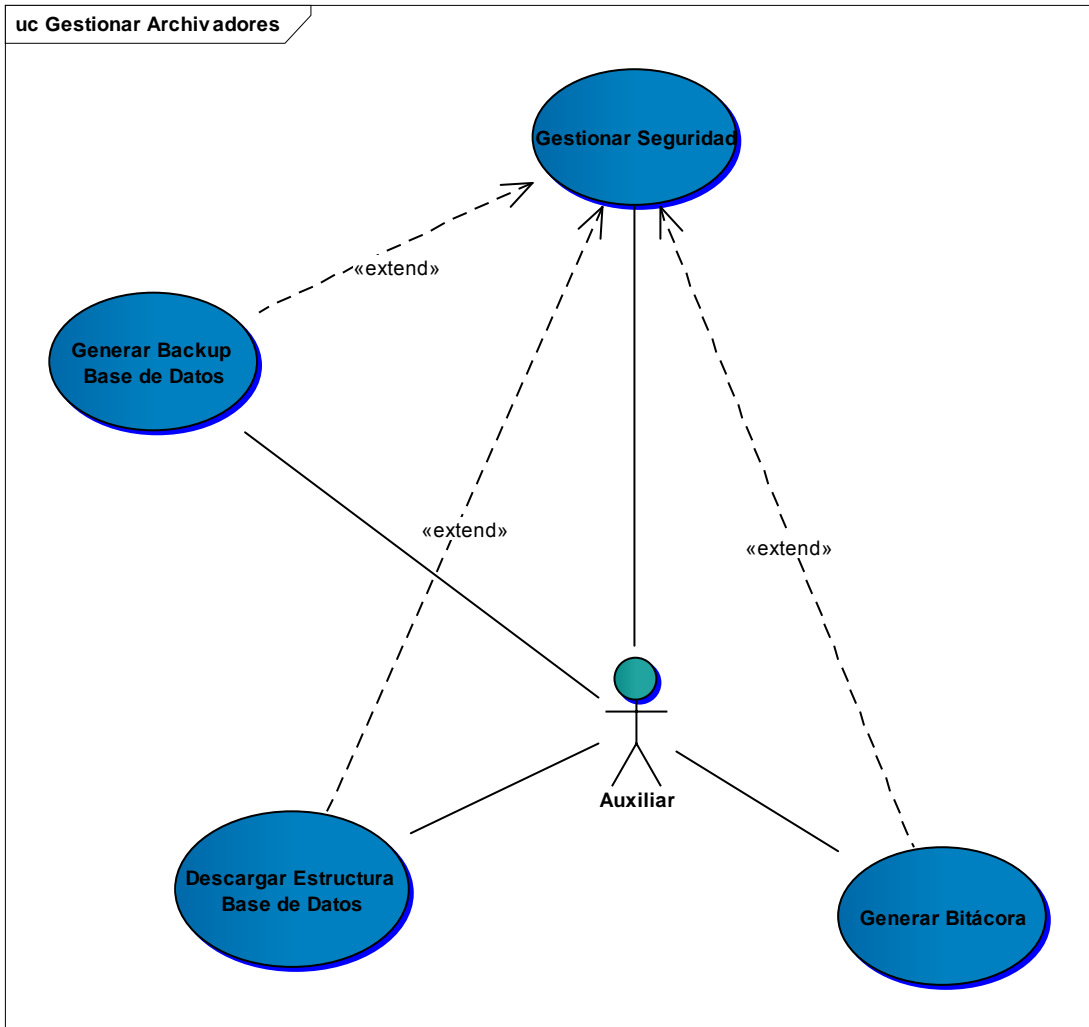 uc Gestionar Archivadores
Gestionar Seguridad
«extend»
Generar Backup
Base de Datos
«extend»
«extend»
Auxiliar
Descargar Estructura
Base de Datos
Generar Bitácora